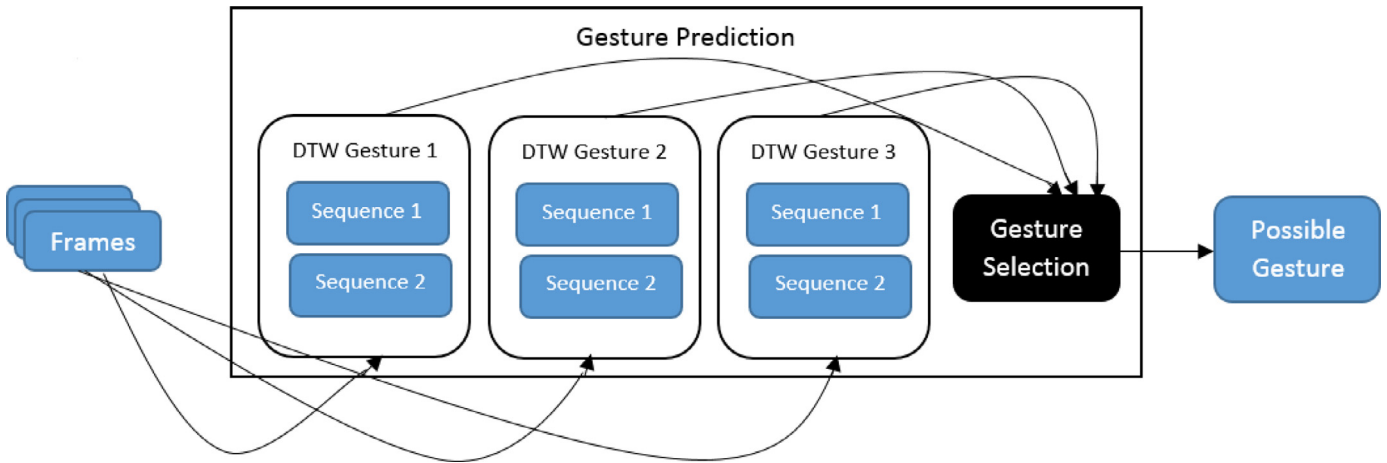 Gesture Prediction
DTW Gesture 1
Sequence 1
Sequence 2
DTW Gesture 2
Sequence 1
Sequence 2
DTW Gesture 3
Sequence 1
Sequence 2
Frames
Gesture
Selection
Possible
Gesture